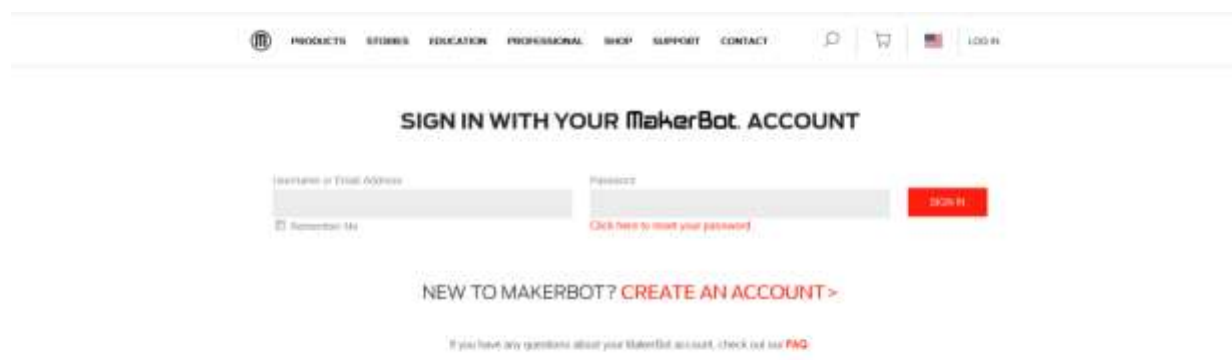 PRODUCTS STORIES EDUCATION PROFESSIONAL SHOP SUPPORT CONTACT LOG IN
SIGN IN WITH YOUR MakerBot. ACCOUNT
Username or Email Address Password
SIGN IN
Remember Me Click here to reset your password
NEW TO MAKERBOT? CREATE AN ACCOUNT >
If you have any questions about your MakerBot account, check out our FAQ